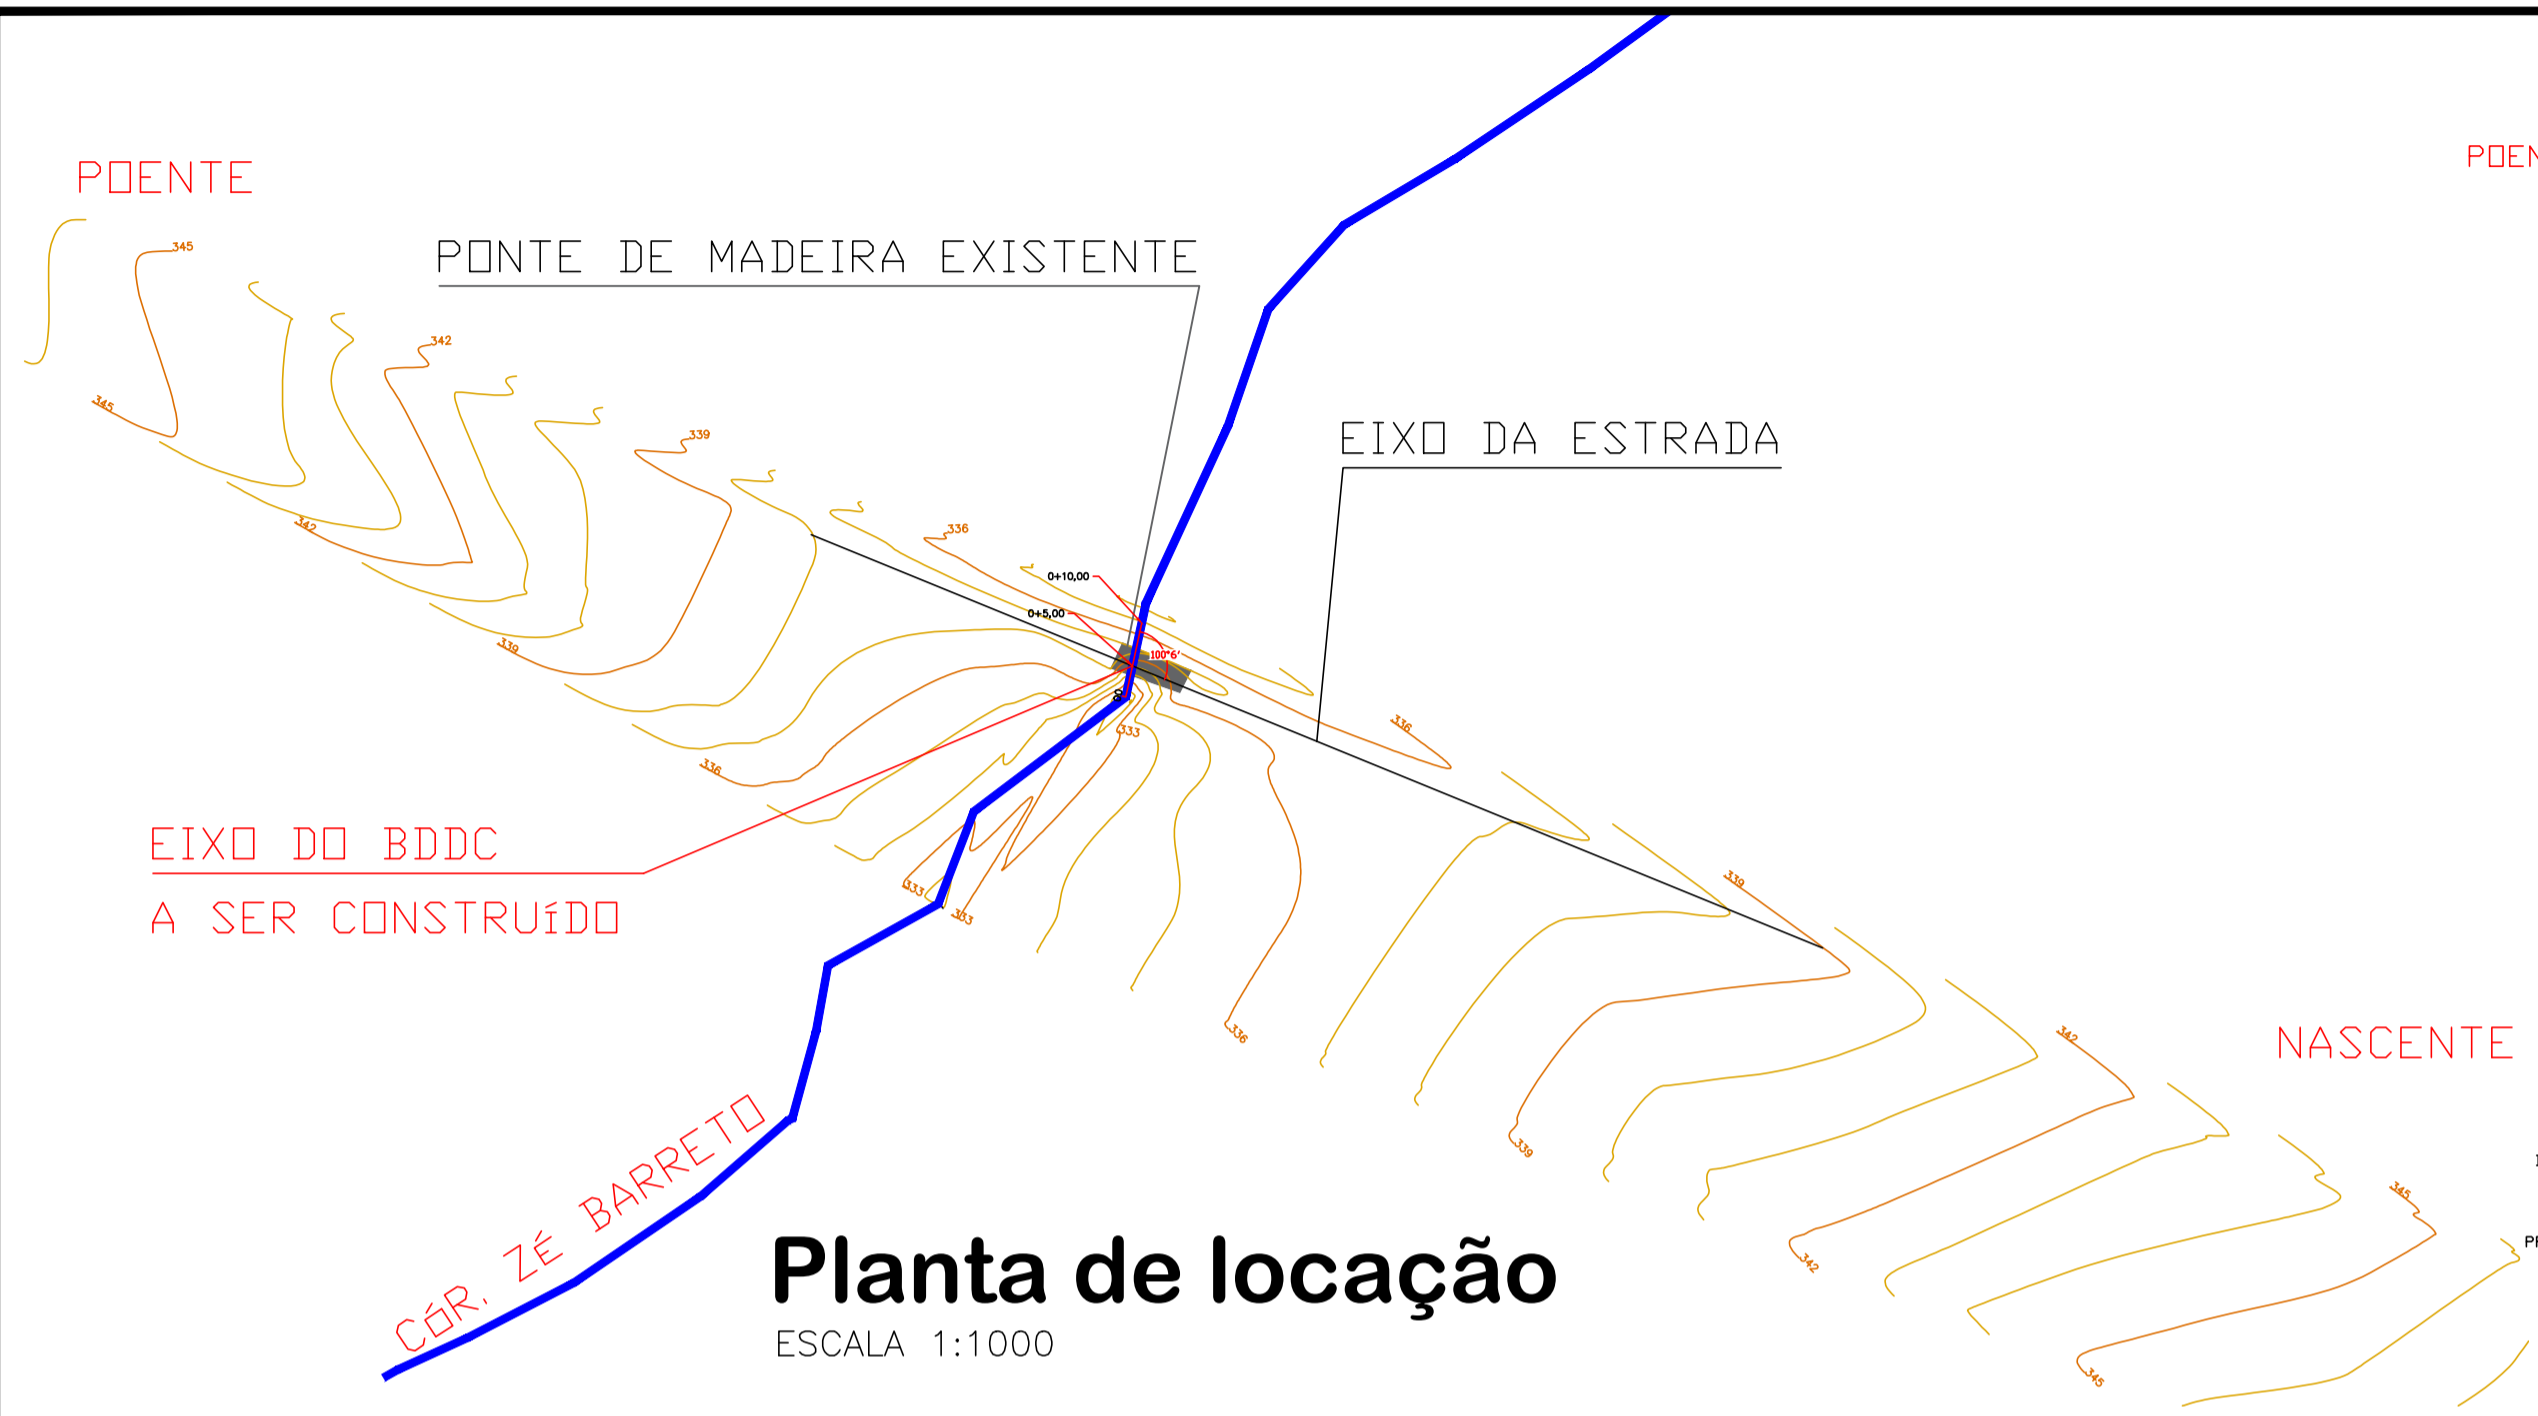 POENTE
POEN
345
PONTE DE MADEIRA EXISTENTE
342
345
339
EIXO DA ESTRADA
342
336
0+10,00
0+5,00
339
100°6'
336
333
336
EIXO DO BDDC
A SER CONSTRUíDO
333
333
339
336
342
NASCENTE
339
345
342
345
CóR. ZÉ BARRETO
Planta de locação
ESCALA 1:1000